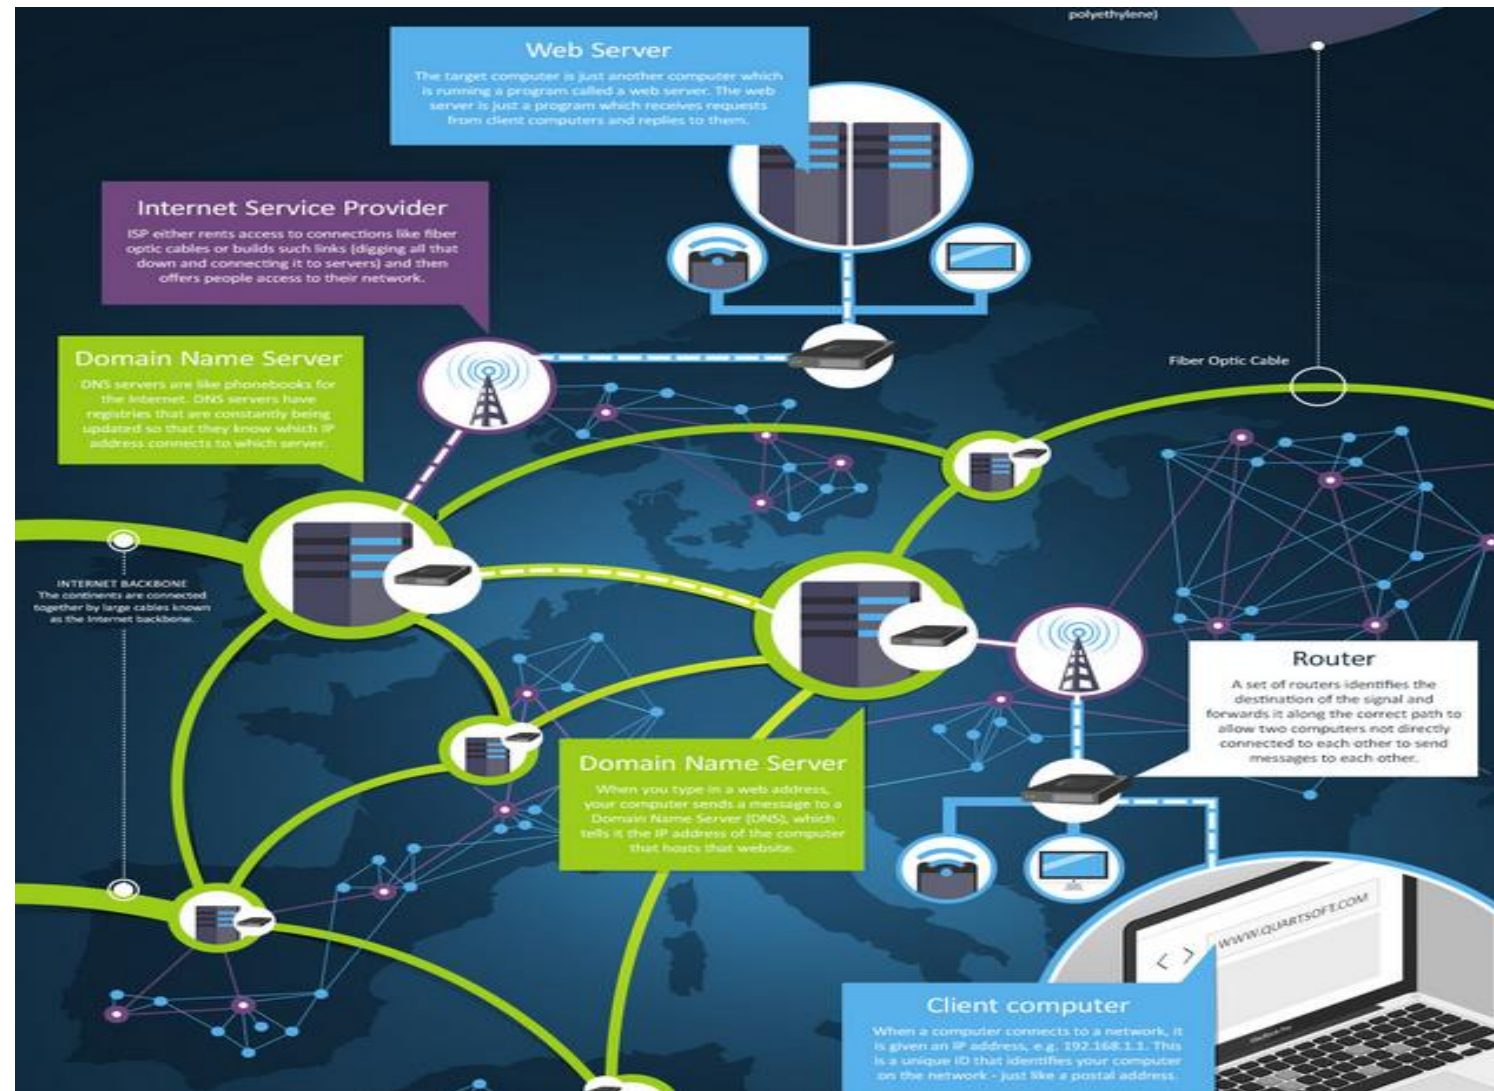 polyethylene)
Web Server
The target computer is just another computer which
is running a program called a web server. The web
server is just a program which receives requests
from client computers and replies to them.
Internet Service Provider
ISP either rents access to connections like fiber
optic cables or builds such links (digging all that
down and connecting it to servers) and then
offers people access to their network.
Domain Name Server
DNS servers are like phonebooks for
the Internet. DNS servers have
registries that are constantly being
updated so that they know which IP
address connects to which server.
Fiber Optic Cable
INTERNET BACKBONE
The continents are connected
together by large cables known
as the Internet backbone.
Router
A set of routers identifies the
destination of the signal and
forwards it along the correct path to
allow two computers not directly
connected to each other to send
messages to each other.
Domain Name Server
When you type in a web address,
your computer sends a message to a
Domain Name Server (DNS), which
tells it the IP address of the computer
that hosts that website.
< > WWW.QUARTSOFT.COM
Client computer
When a computer connects to a network, it
is given an IP address, e.g. 192.168.1.1. This
is a unique ID that identifies your computer
on the network - just like a postal address.